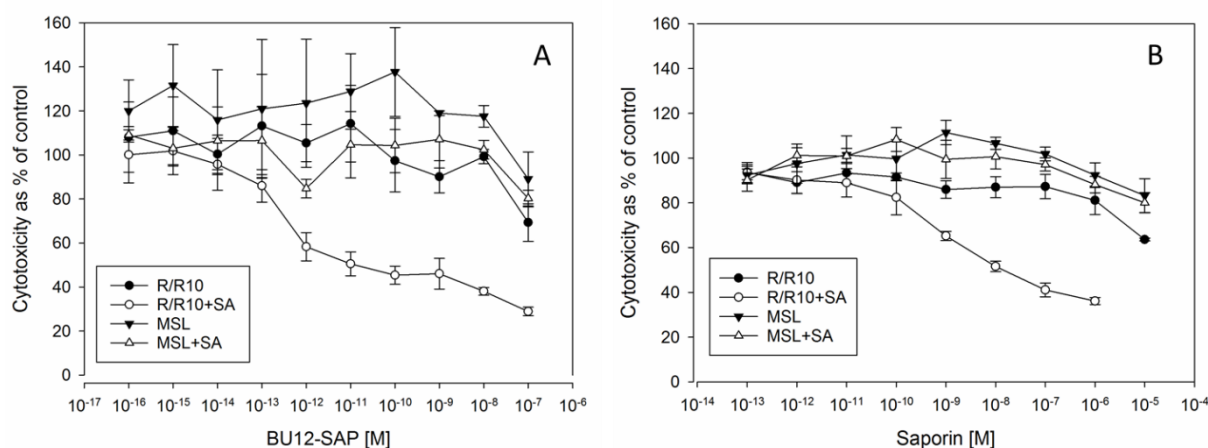 A
Cytotoxicity as % of control
160
140
120
100
80
60
40
20
0
R/R10
R/R10+SA
MSL
MSL+SA
10⁻¹⁷ 10⁻¹⁶ 10⁻¹⁵ 10⁻¹⁴ 10⁻¹³ 10⁻¹² 10⁻¹¹ 10⁻¹⁰ 10⁻⁹ 10⁻⁸ 10⁻⁷ 10⁻⁶
BU12-SAP [M]
B
Cytotoxicity as % of control
160
140
120
100
80
60
40
20
0
R/R10
R/R10+SA
MSL
MSL+SA
10⁻¹⁴ 10⁻¹³ 10⁻¹² 10⁻¹¹ 10⁻¹⁰ 10⁻⁹ 10⁻⁸ 10⁻⁷ 10⁻⁶ 10⁻⁵ 10⁻⁴
Saporin [M]